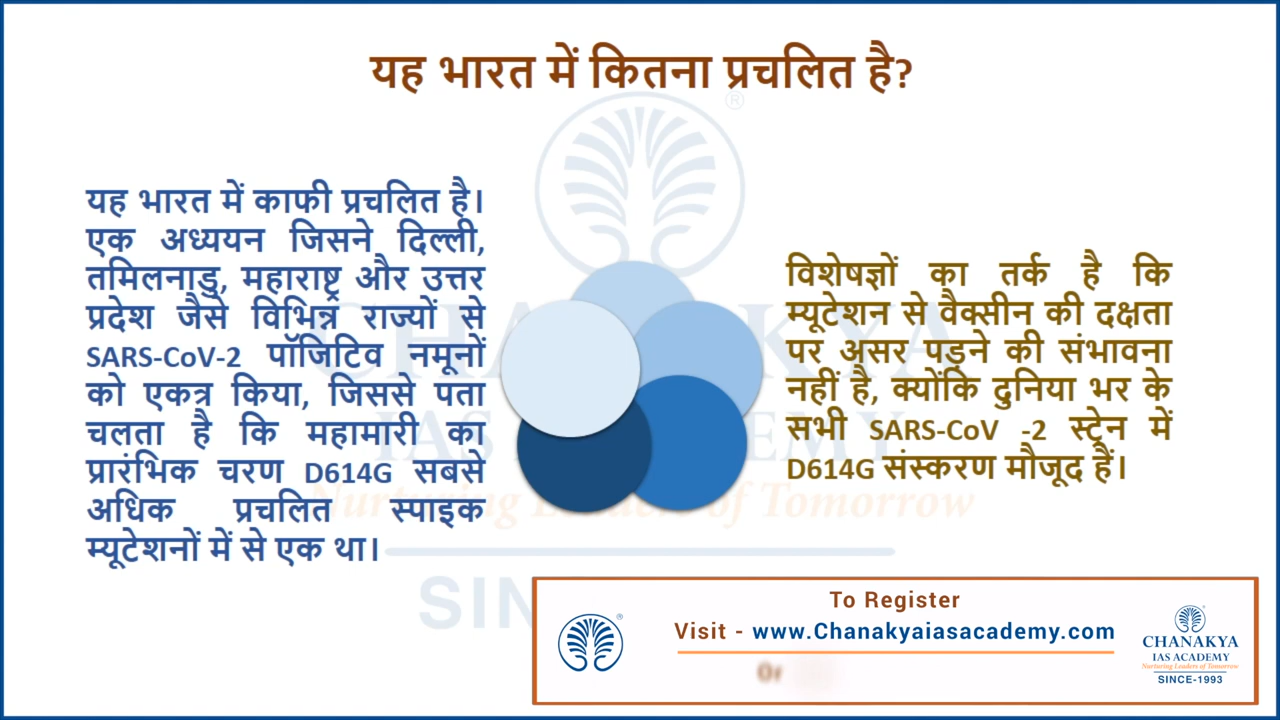 यह भारत में कितना प्रचलित है?
यह भारत में काफी प्रचलित है।
एक अध्ययन जिसने दिल्ली,
तमिलनाडु, महाराष्ट्र और उत्तर
प्रदेश जैसे विभिन्न राज्यों से
SARS-CoV-2 पॉजिटिव नमूनों
को एकत्र किया, जिससे पता
चलता है कि महामारी का
प्रारंभिक चरण D614G सबसे
अधिक प्रचलित स्पाइक
म्यूटेशनों में से एक था।
विशेषज्ञों का तर्क है कि
म्यूटेशन से वैक्सीन की दक्षता
पर असर पड़ने की संभावना
नहीं है, क्योंकि दुनिया भर के
सभी SARS-CoV -2 स्ट्रेन में
D614G संस्करण मौजूद हैं।
To Register
Visit - www.Chanakyaiasacademy.com
Or
CHANAKYA
IAS ACADEMY
Nurturing Leaders of Tomorrow
SINCE-1993